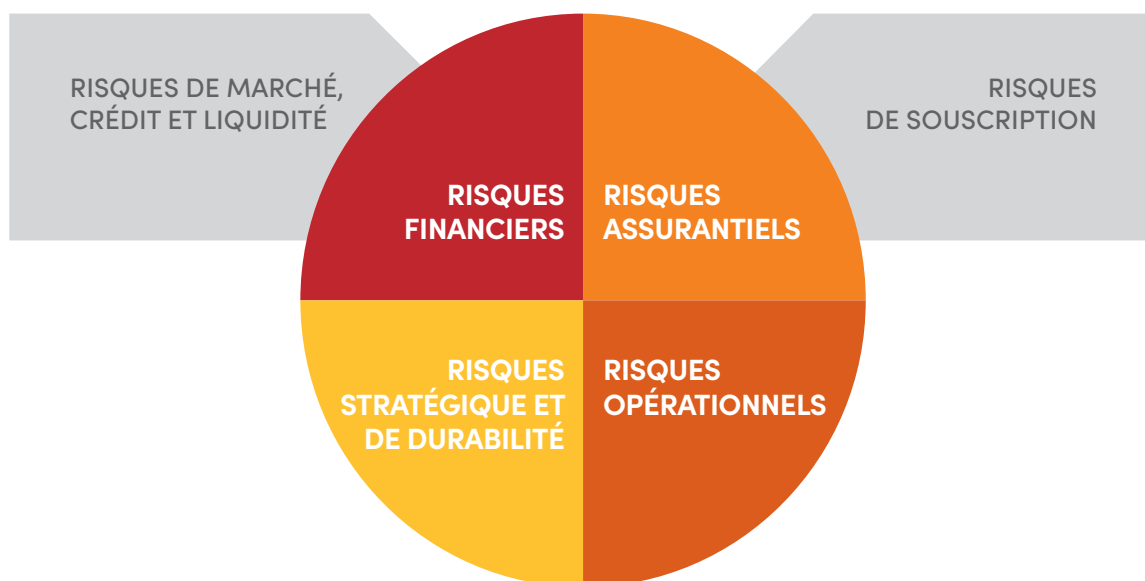 RISQUES DE MARCHÉ,
CRÉDIT ET LIQUIDITÉ
RISQUES
DE SOUSCRIPTION
RISQUES
FINANCIERS
RISQUES
ASSURANTIELS
RISQUES
STRATÉGIQUE ET
DE DURABILITÉ
RISQUES
OPÉRATIONNELS